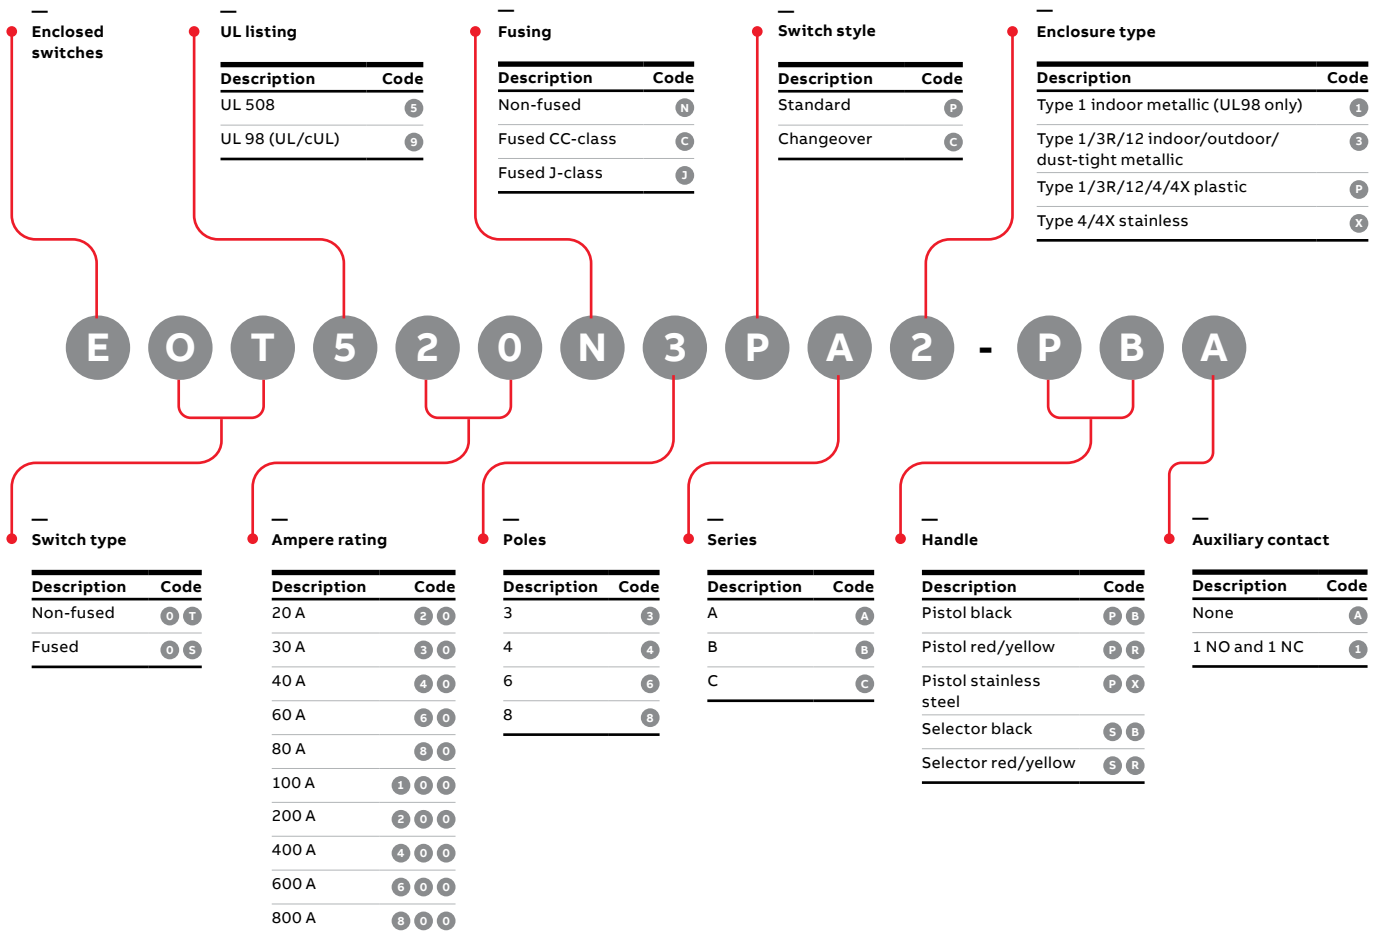 Enclosed
switches
UL listing
Description Code
UL 508 5
UL 98 (UL/cUL) 9
Fusing
Description Code
Non-fused N
Fused CC-class C
Fused J-class J
Switch style
Description Code
Standard P
Changeover C
Enclosure type
Description Code
Type 1 indoor metallic (UL98 only) 1
Type 1/3R/12 indoor/outdoor/
dust-tight metallic 3
Type 1/3R/12/4/4X plastic P
Type 4/4X stainless X
E O T 5 2 0 N 3 P A 2 - P B A
Switch type
Description Code
Non-fused 0 T
Fused 0 S
Ampere rating
Description Code
20 A 2 0
30 A 3 0
40 A 4 0
60 A 6 0
80 A 8 0
100 A 1 0 0
200 A 2 0 0
400 A 4 0 0
600 A 6 0 0
800 A 8 0 0
Poles
Description Code
3 3
4 4
6 6
8 8
Series
Description Code
A A
B B
C C
Handle
Description Code
Pistol black P B
Pistol red/yellow P R
Pistol stainless P X
steel
Selector black S B
Selector red/yellow S R
Auxiliary contact
Description Code
None A
1 NO and 1 NC 1